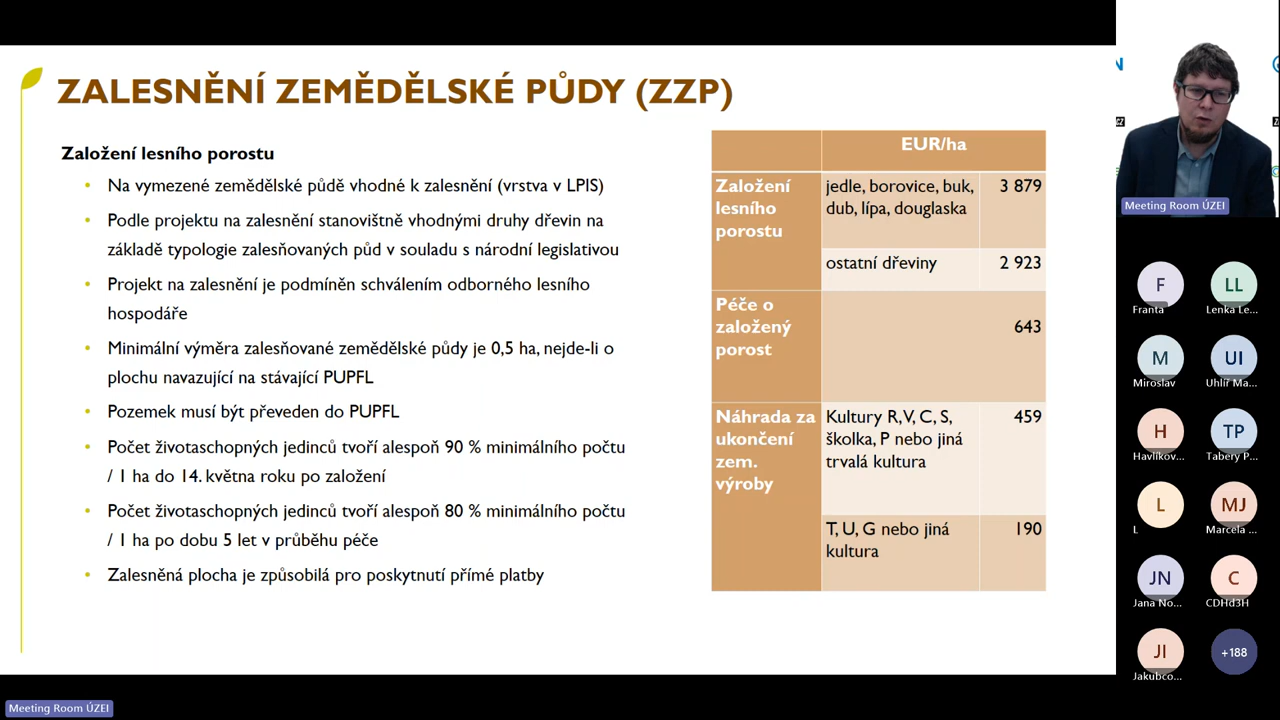 ZALESNĚNÍ ZEMĚDĚLSKÉ PŮDY (ZZP)
Založení lesního porostu
• Na vymezené zemědělské půdě vhodné k zalesnění (vrstva v LPIS)
• Podle projektu na zalesnění stanovištně vhodnými druhy dřevin na
základě typologie zalesňovaných půd v souladu s národní legislativou
• Projekt na zalesnění je podmíněn schválením odborného lesního
hospodáře
• Minimální výměra zalesňované zemědělské půdy je 0,5 ha, nejde-li o
plochu navazující na stávající PUPFL
• Pozemek musí být převeden do PUPFL
• Počet životaschopných jedinců tvoří alespoň 90 % minimálního počtu
/ 1 ha do 14. května roku po založení
• Počet životaschopných jedinců tvoří alespoň 80 % minimálního počtu
/ 1 ha po dobu 5 let v průběhu péče
• Zalesněná plocha je způsobilá pro poskytnutí přímé platby
EUR/ha
Založení
lesního
porostu
jedle, borovice, buk,
dub, lípa, douglaska
3 879
ostatní dřeviny
2 923
Péče o
založený
porost
643
Náhrada za
ukončení
zem.
výroby
Kultury R, V, C, S,
školka, P nebo jiná
trvalá kultura
459
T, U, G nebo jiná
kultura
190
Meeting Room ÚZEI
F
Franta
LL
Lenka Le...
M
Miroslav
UI
Uhlíř Ma...
H
Havlíkov...
TP
Tabery P...
L
L
MJ
Marcela ...
JN
Jana No...
C
CDHd3H
JI
Jakubco...
+188
Meeting Room ÚZEI